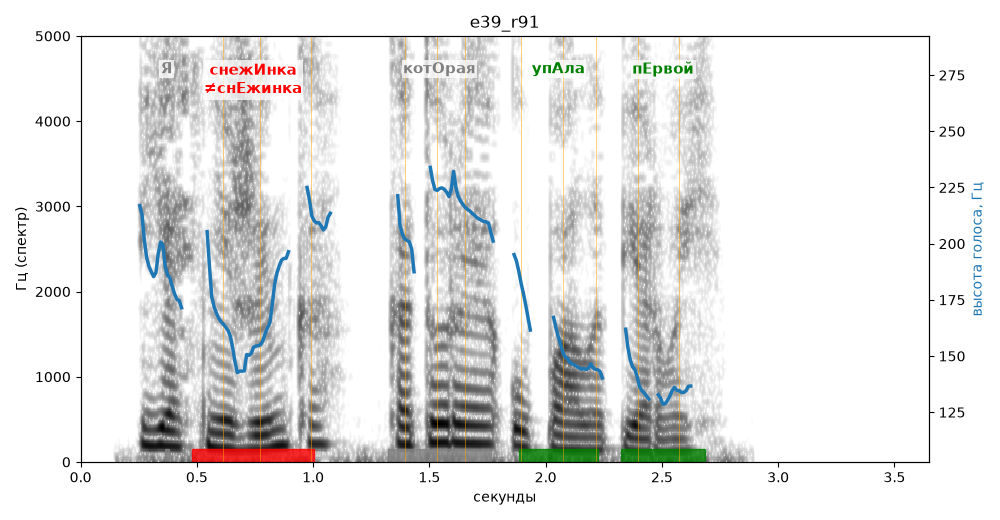 e39_r91
Я
снежИнка
≠снЕжинка
котОрая
упАла
пЕрвой
5000
4000
3000
2000
1000
0
Гц (спектр)
275
250
225
200
175
150
125
высота голоса, Гц
0.0 0.5 1.0 1.5 2.0 2.5 3.0 3.5
секунды